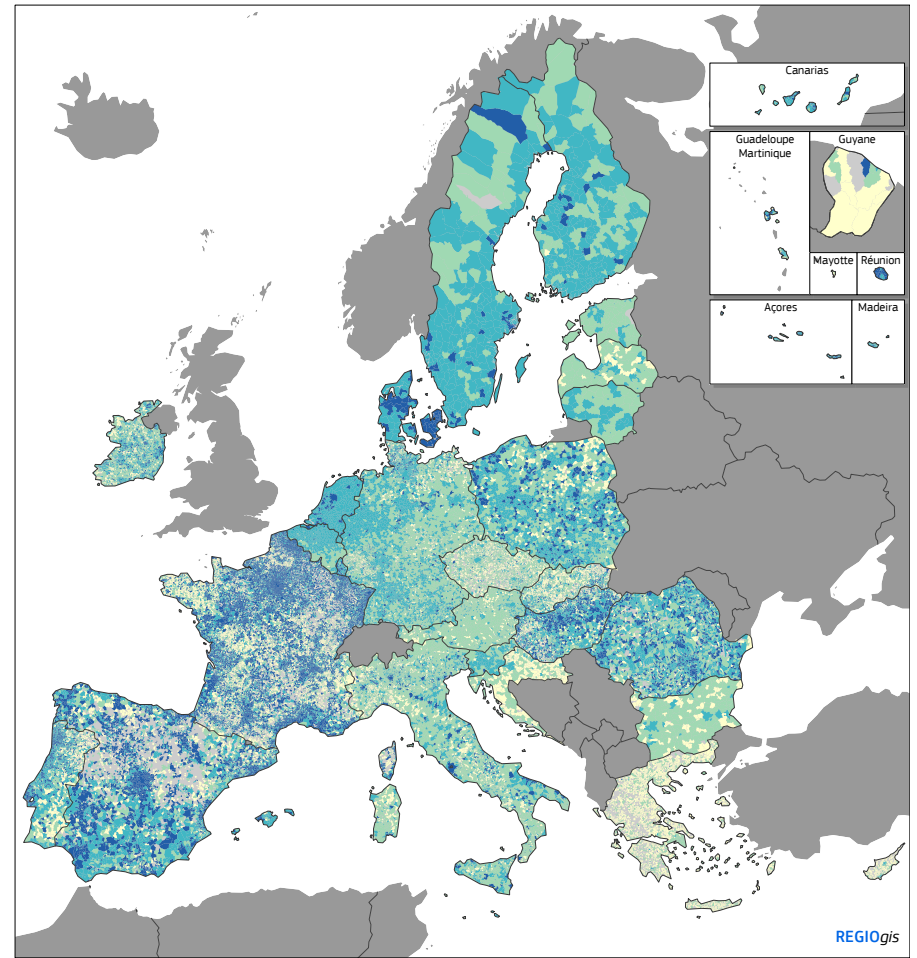 Canarias
Guadeloupe
Martinique
Guyane
Mayotte
Réunion
Açores
Madeira
REGIOgis